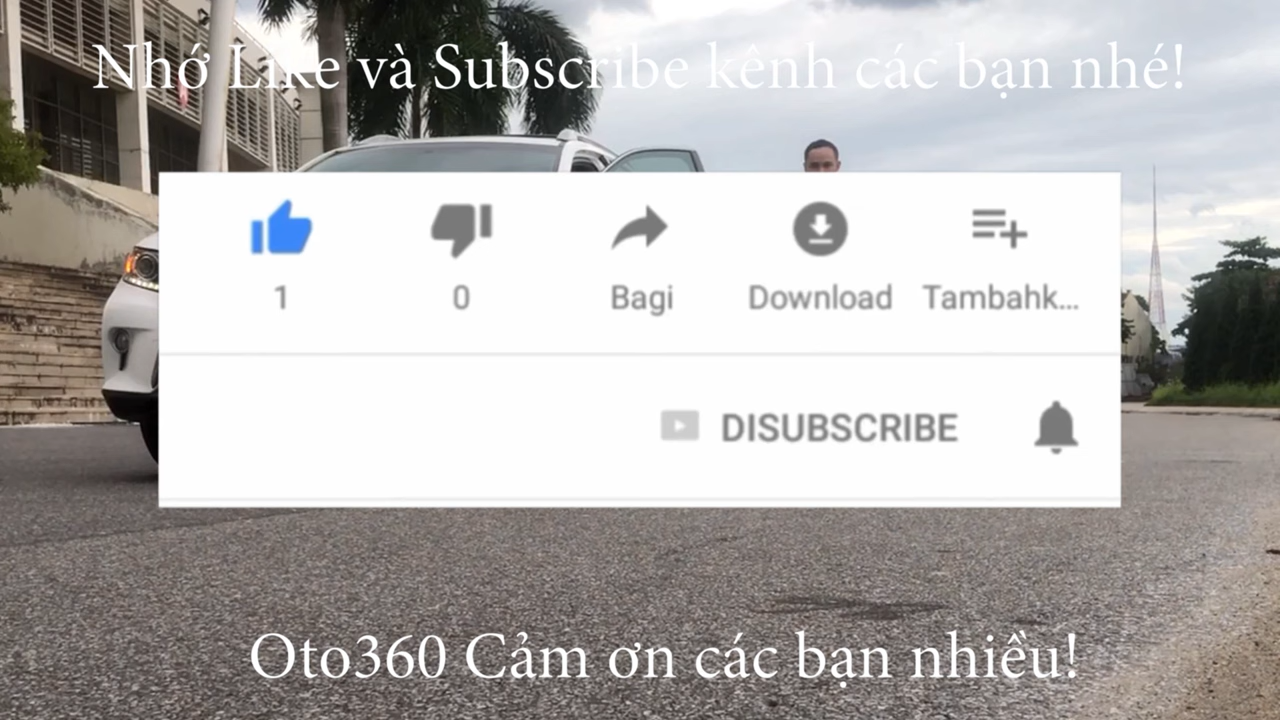 Nhớ Like và Subscribe kênh các bạn nhé!
1 0 Bagi Download Tambahk...
DISUBSCRIBE
Oto360 Cảm ơn các bạn nhiều!